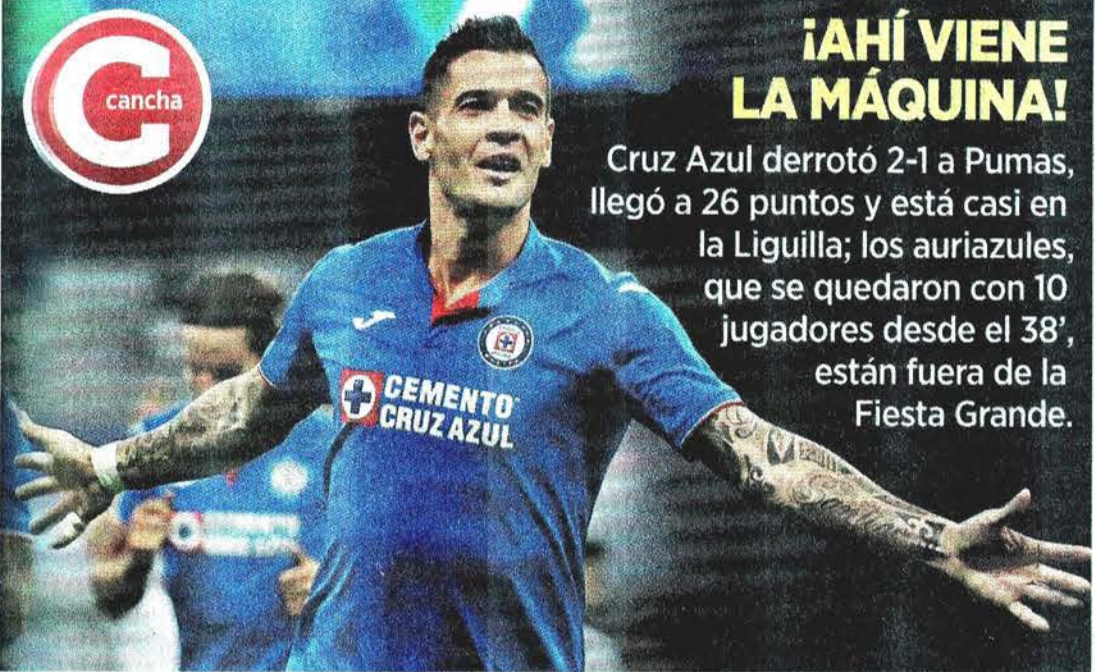 C
cancha
¡AHÍ VIENE
LA MÁQUINA!
Cruz Azul derrotó 2-1 a Pumas,
llegó a 26 puntos y está casi en
la Liguilla; los auriazules,
que se quedaron con 10
jugadores desde el 38’,
están fuera de la
Fiesta Grande.
CEMENTO
CRUZ AZUL